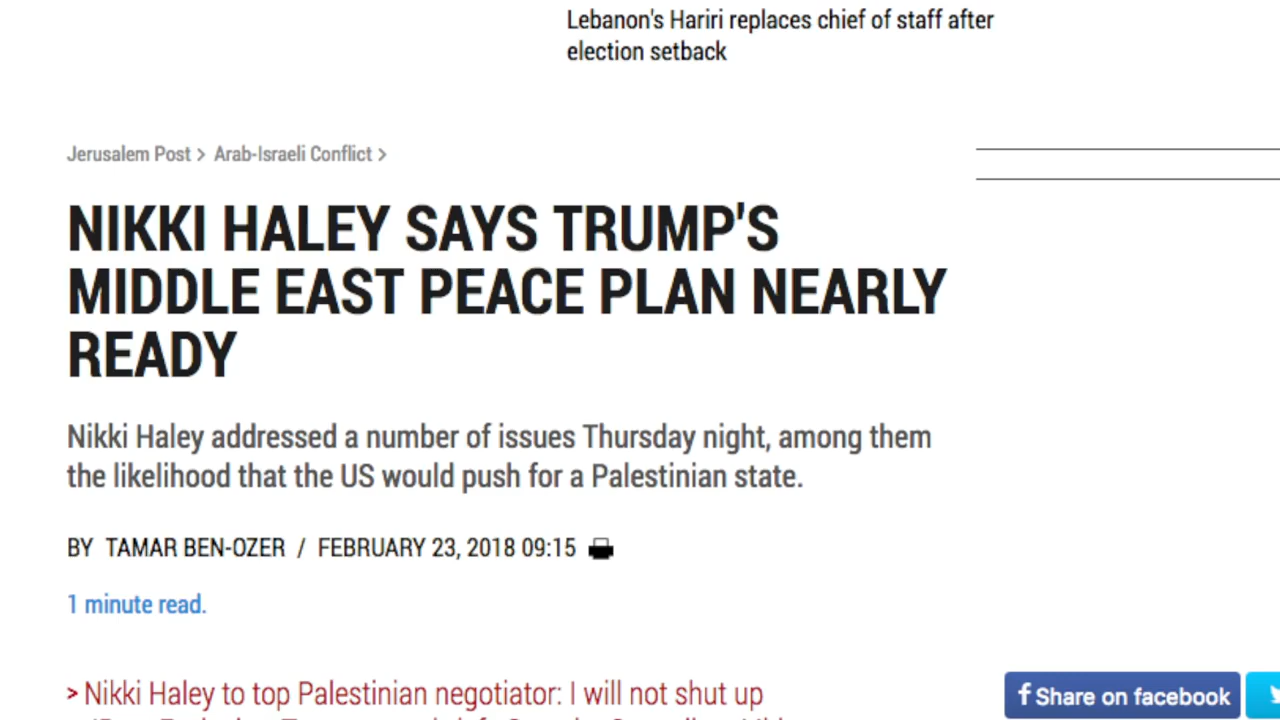 Lebanon's Hariri replaces chief of staff after
election setback
Jerusalem Post > Arab-Israeli Conflict >
NIKKI HALEY SAYS TRUMP'S
MIDDLE EAST PEACE PLAN NEARLY
READY
Nikki Haley addressed a number of issues Thursday night, among them
the likelihood that the US would push for a Palestinian state.
BY TAMAR BEN-OZER / FEBRUARY 23, 2018 09:15
1 minute read.
> Nikki Haley to top Palestinian negotiator: I will not shut up
f Share on facebook